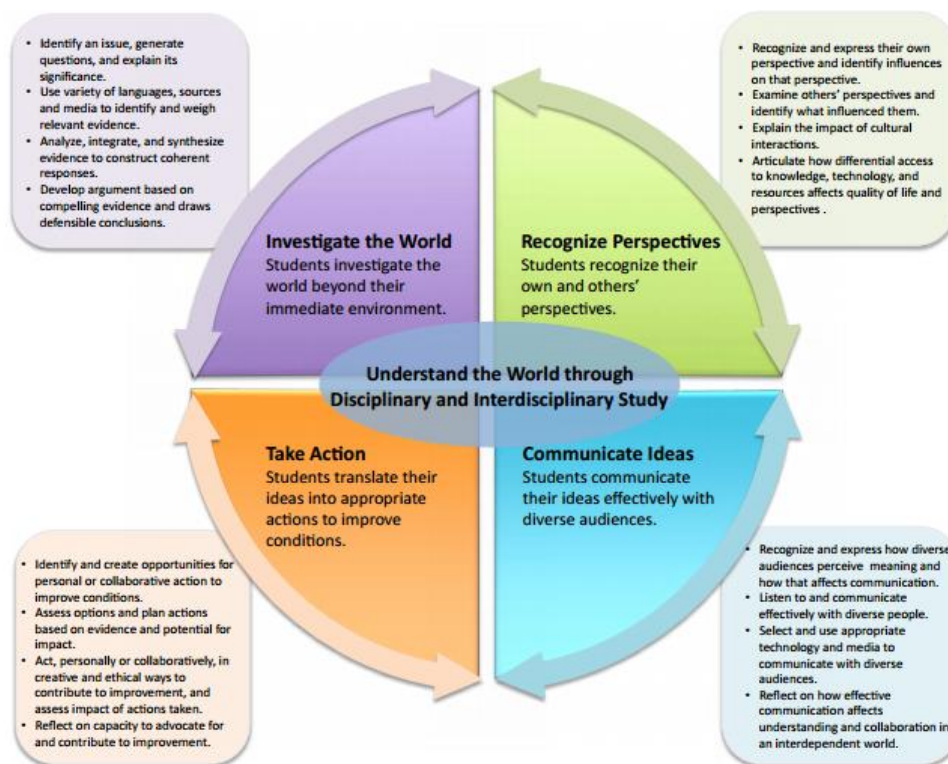 • Identify an issue, generate
questions, and explain its
significance.
• Use variety of languages, sources
and media to identify and weigh
relevant evidence.
• Analyze, integrate, and synthesize
evidence to construct coherent
responses.
• Develop argument based on
compelling evidence and draws
defensible conclusions.
• Recognize and express their own
perspective and identify influences
on that perspective.
• Examine others’ perspectives and
identify what influenced them.
• Explain the impact of cultural
interactions.
• Articulate how differential access
to knowledge, technology, and
resources affects quality of life and
perspectives .
Investigate the World
Students investigate the
world beyond their
immediate environment.
Recognize Perspectives
Students recognize their
own and others’
perspectives.
Understand the World through
Disciplinary and Interdisciplinary Study
Take Action
Students translate their
ideas into appropriate
actions to improve
conditions.
Communicate Ideas
Students communicate
their ideas effectively with
diverse audiences.
• Identify and create opportunities for
personal or collaborative action to
improve conditions.
• Assess options and plan actions
based on evidence and potential for
impact.
• Act, personally or collaboratively, in
creative and ethical ways to
contribute to improvement, and
assess impact of actions taken.
• Reflect on capacity to advocate for
and contribute to improvement.
• Recognize and express how diverse
audiences perceive meaning and
how that affects communication.
• Listen to and communicate
effectively with diverse people.
• Select and use appropriate
technology and media to
communicate with diverse
audiences.
• Reflect on how effective
communication affects
understanding and collaboration in
an interdependent world.